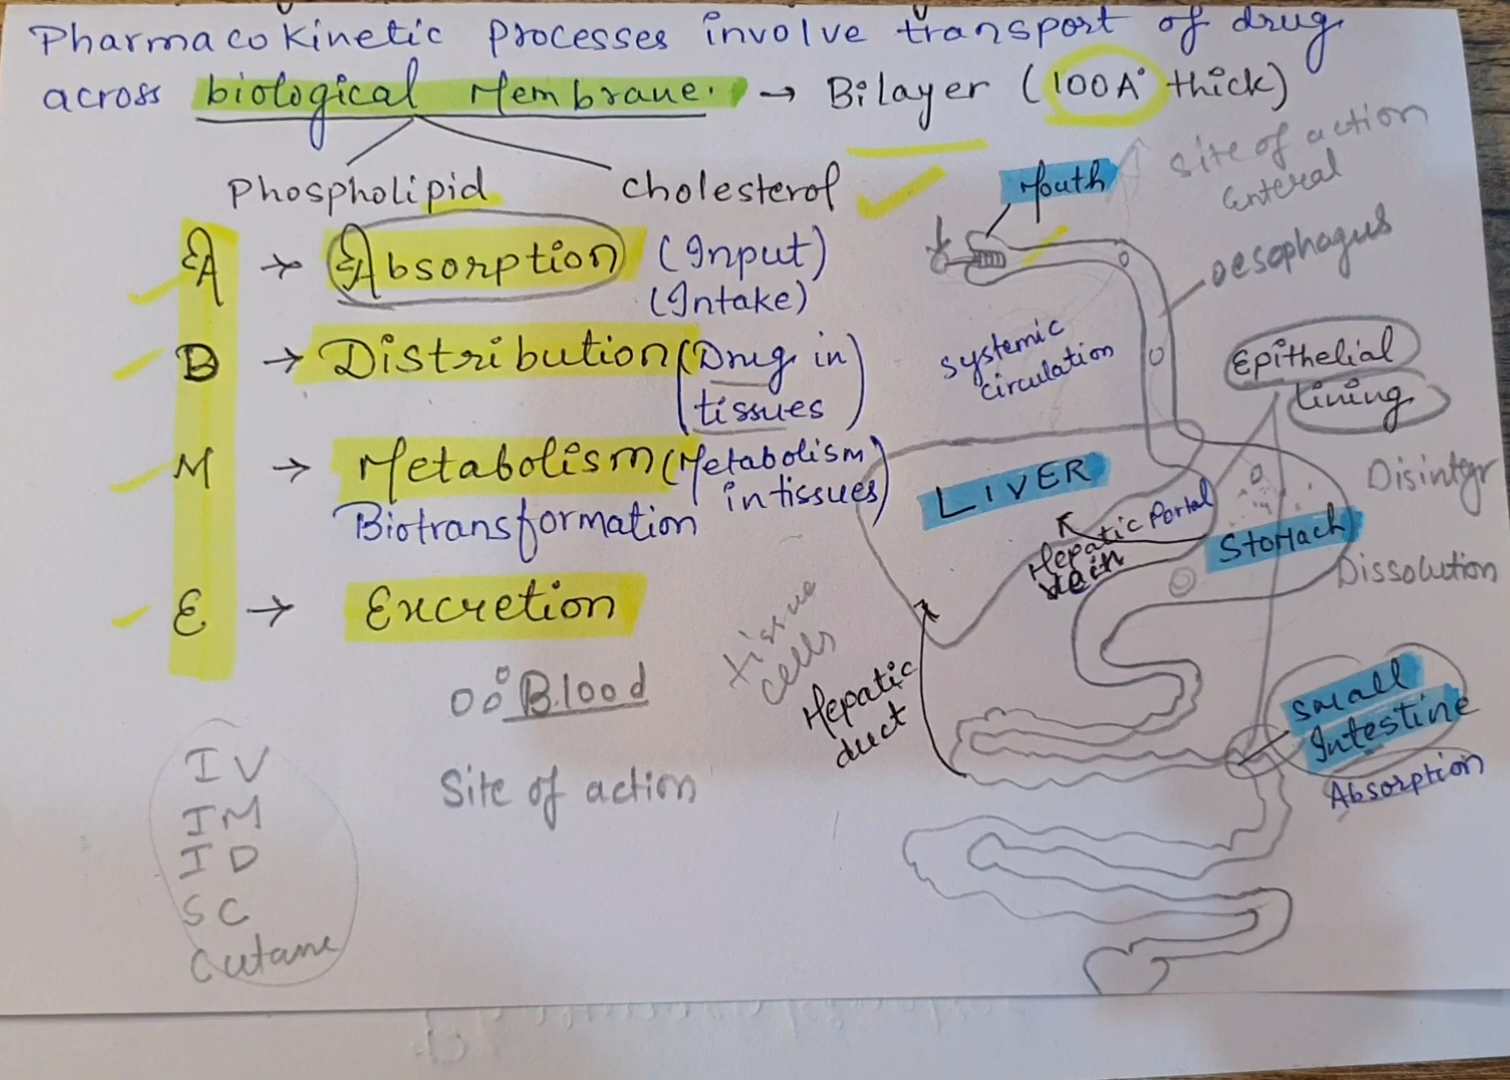 Pharmacokinetic processes involve transport of drug
across biological Membrane. → Bilayer (100A° thick)
Phospholipid
cholesterol
A → Absorption (Input)
(Intake)
D → Distribution (Drug in
tissues)
M → Metabolism (Metabolism
in tissues)
Biotransformation
E → Excretion
Blood
Site of action
IV
IM
ID
SC
Cutane
Mouth
Site of action
enteral
oesophagus
systemic
circulation
Epithelial
lining
LIVER
Disintegr
Hepatic Portal
Vein
Stomach
Dissolution
tissue
cells
Hepatic
duct
Small
Intestine
Absorption